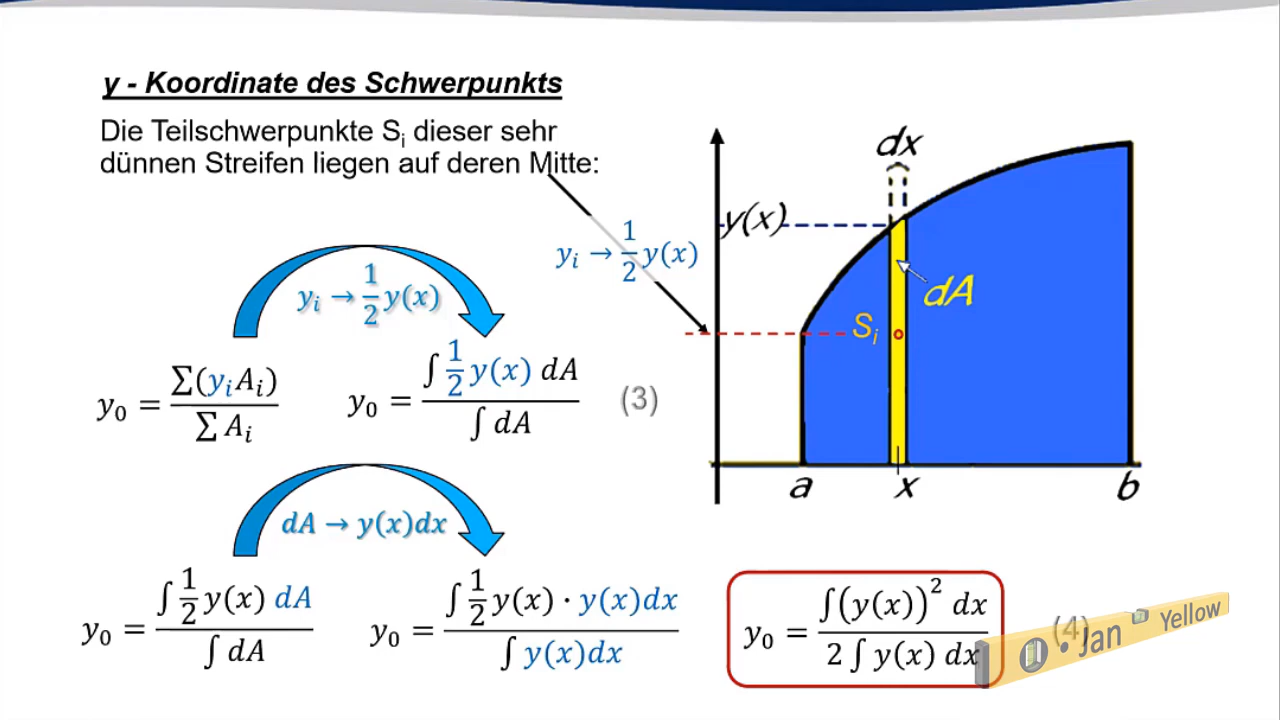 y - Koordinate des Schwerpunkts
Die Teilschwerpunkte Sᵢ dieser sehr
dünnen Streifen liegen auf deren Mitte:
yᵢ → 1/2 y(x)
yᵢ → 1/2 y(x)
y₀ = ∑(yᵢAᵢ) / ∑ Aᵢ
y₀ = ∫ 1/2 y(x) dA / ∫ dA
(3)
dx
y(x)
dA
Sᵢ
a
x
b
dA → y(x)dx
y₀ = ∫ 1/2 y(x) dA / ∫ dA
y₀ = ∫ 1/2 y(x) · y(x)dx / ∫ y(x)dx
y₀ = ∫(y(x))² dx / 2 ∫ y(x) dx
(4)
Jan Yellow